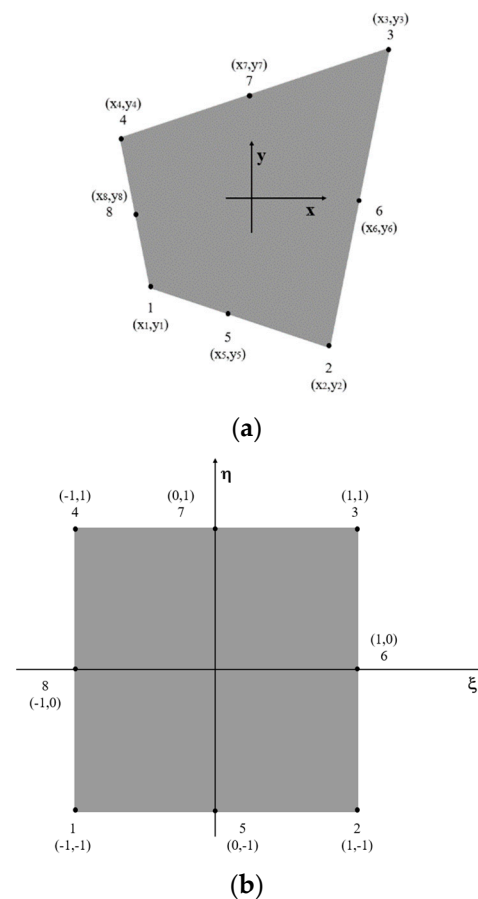 (x3,y3)
3
(x7,y7)
7
(x4,y4)
4
y
(x8,y8)
8
x
6
(x6,y6)
1
(x1,y1)
5
(x5,y5)
2
(x2,y2)
(a)
η
(-1,1)
4
(0,1)
7
(1,1)
3
(1,0)
6
8
(-1,0)
ξ
1
(-1,-1)
5
(0,-1)
2
(1,-1)
(b)